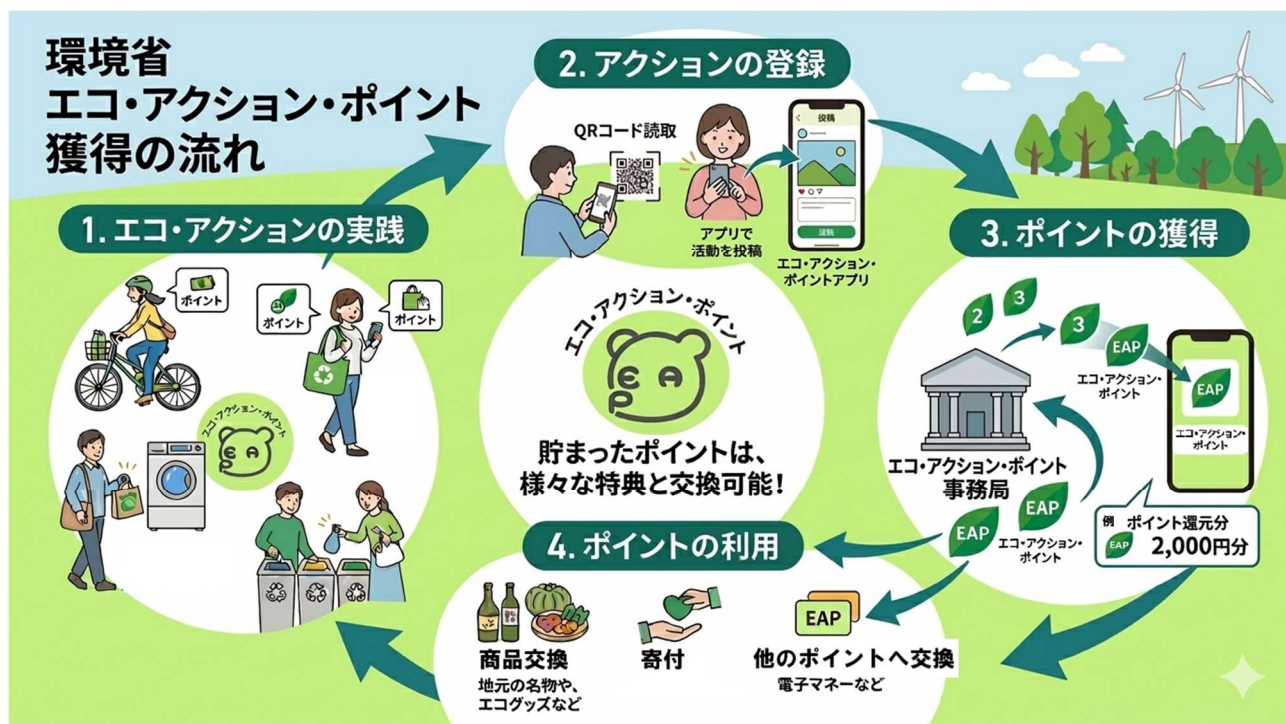 環境省
エコ・アクション・ポイント
獲得の流れ
1. エコ・アクションの実践
ポイント
ポイント
ポイント
エコ・アクション・ポイント
EAP
2. アクションの登録
QRコード読取
アプリで
活動を投稿
投稿
エコ・アクション・
ポイントアプリ
3. ポイントの獲得
2
3
3
EAP
エコ・アクション・
ポイント
EAP
エコ・アクション・
ポイント
エコ・アクション・ポイント
事務局
EAP
EAP
エコ・アクション・
ポイント
例 ポイント還元分
EAP 2,000円分
エコ・アクション・ポイント
EAP
貯まったポイントは、
様々な特典と交換可能!
4. ポイントの利用
商品交換
地元の名物や、
エコグッズなど
寄付
EAP
他のポイントへ交換
電子マネーなど